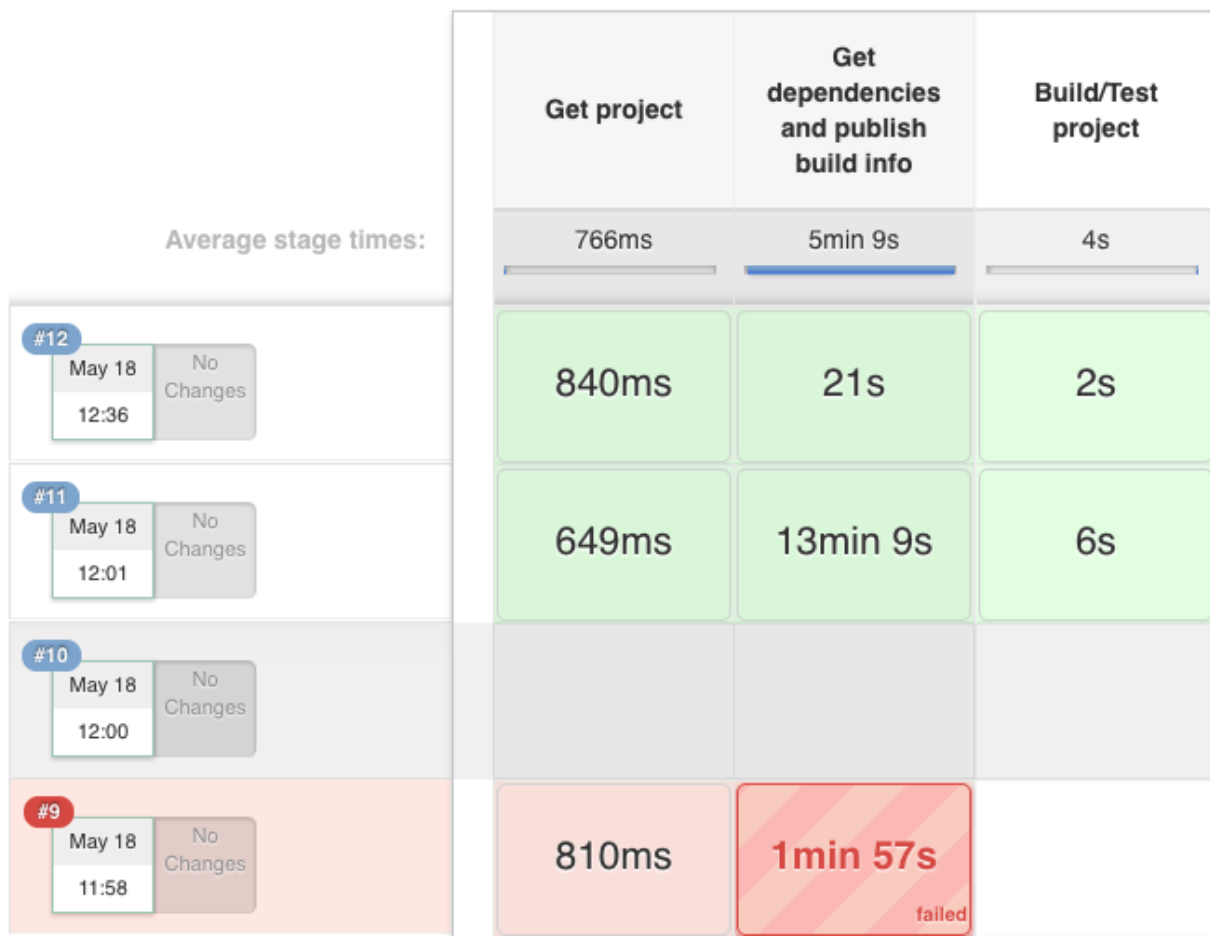 Get project
Get
dependencies
and publish
build info
Build/Test
project
Average stage times:
766ms
5min 9s
4s
#12
May 18
12:36
No
Changes
840ms
21s
2s
#11
May 18
12:01
No
Changes
649ms
13min 9s
6s
#10
May 18
12:00
No
Changes
#9
May 18
11:58
No
Changes
810ms
1min 57s
failed